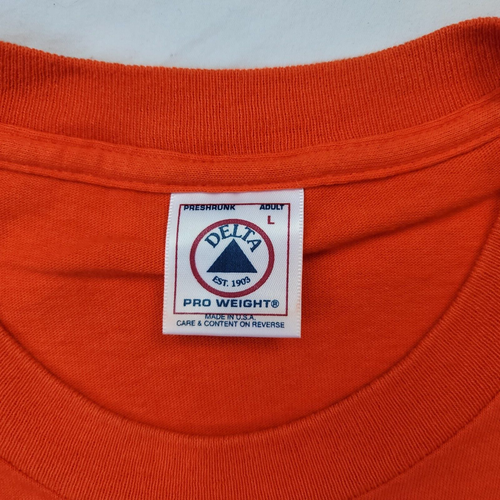 PRESHRUNK ADULT
L
DELTA
EST. 1903
PRO WEIGHT®
MADE IN U.S.A.
CARE & CONTENT ON REVERSE